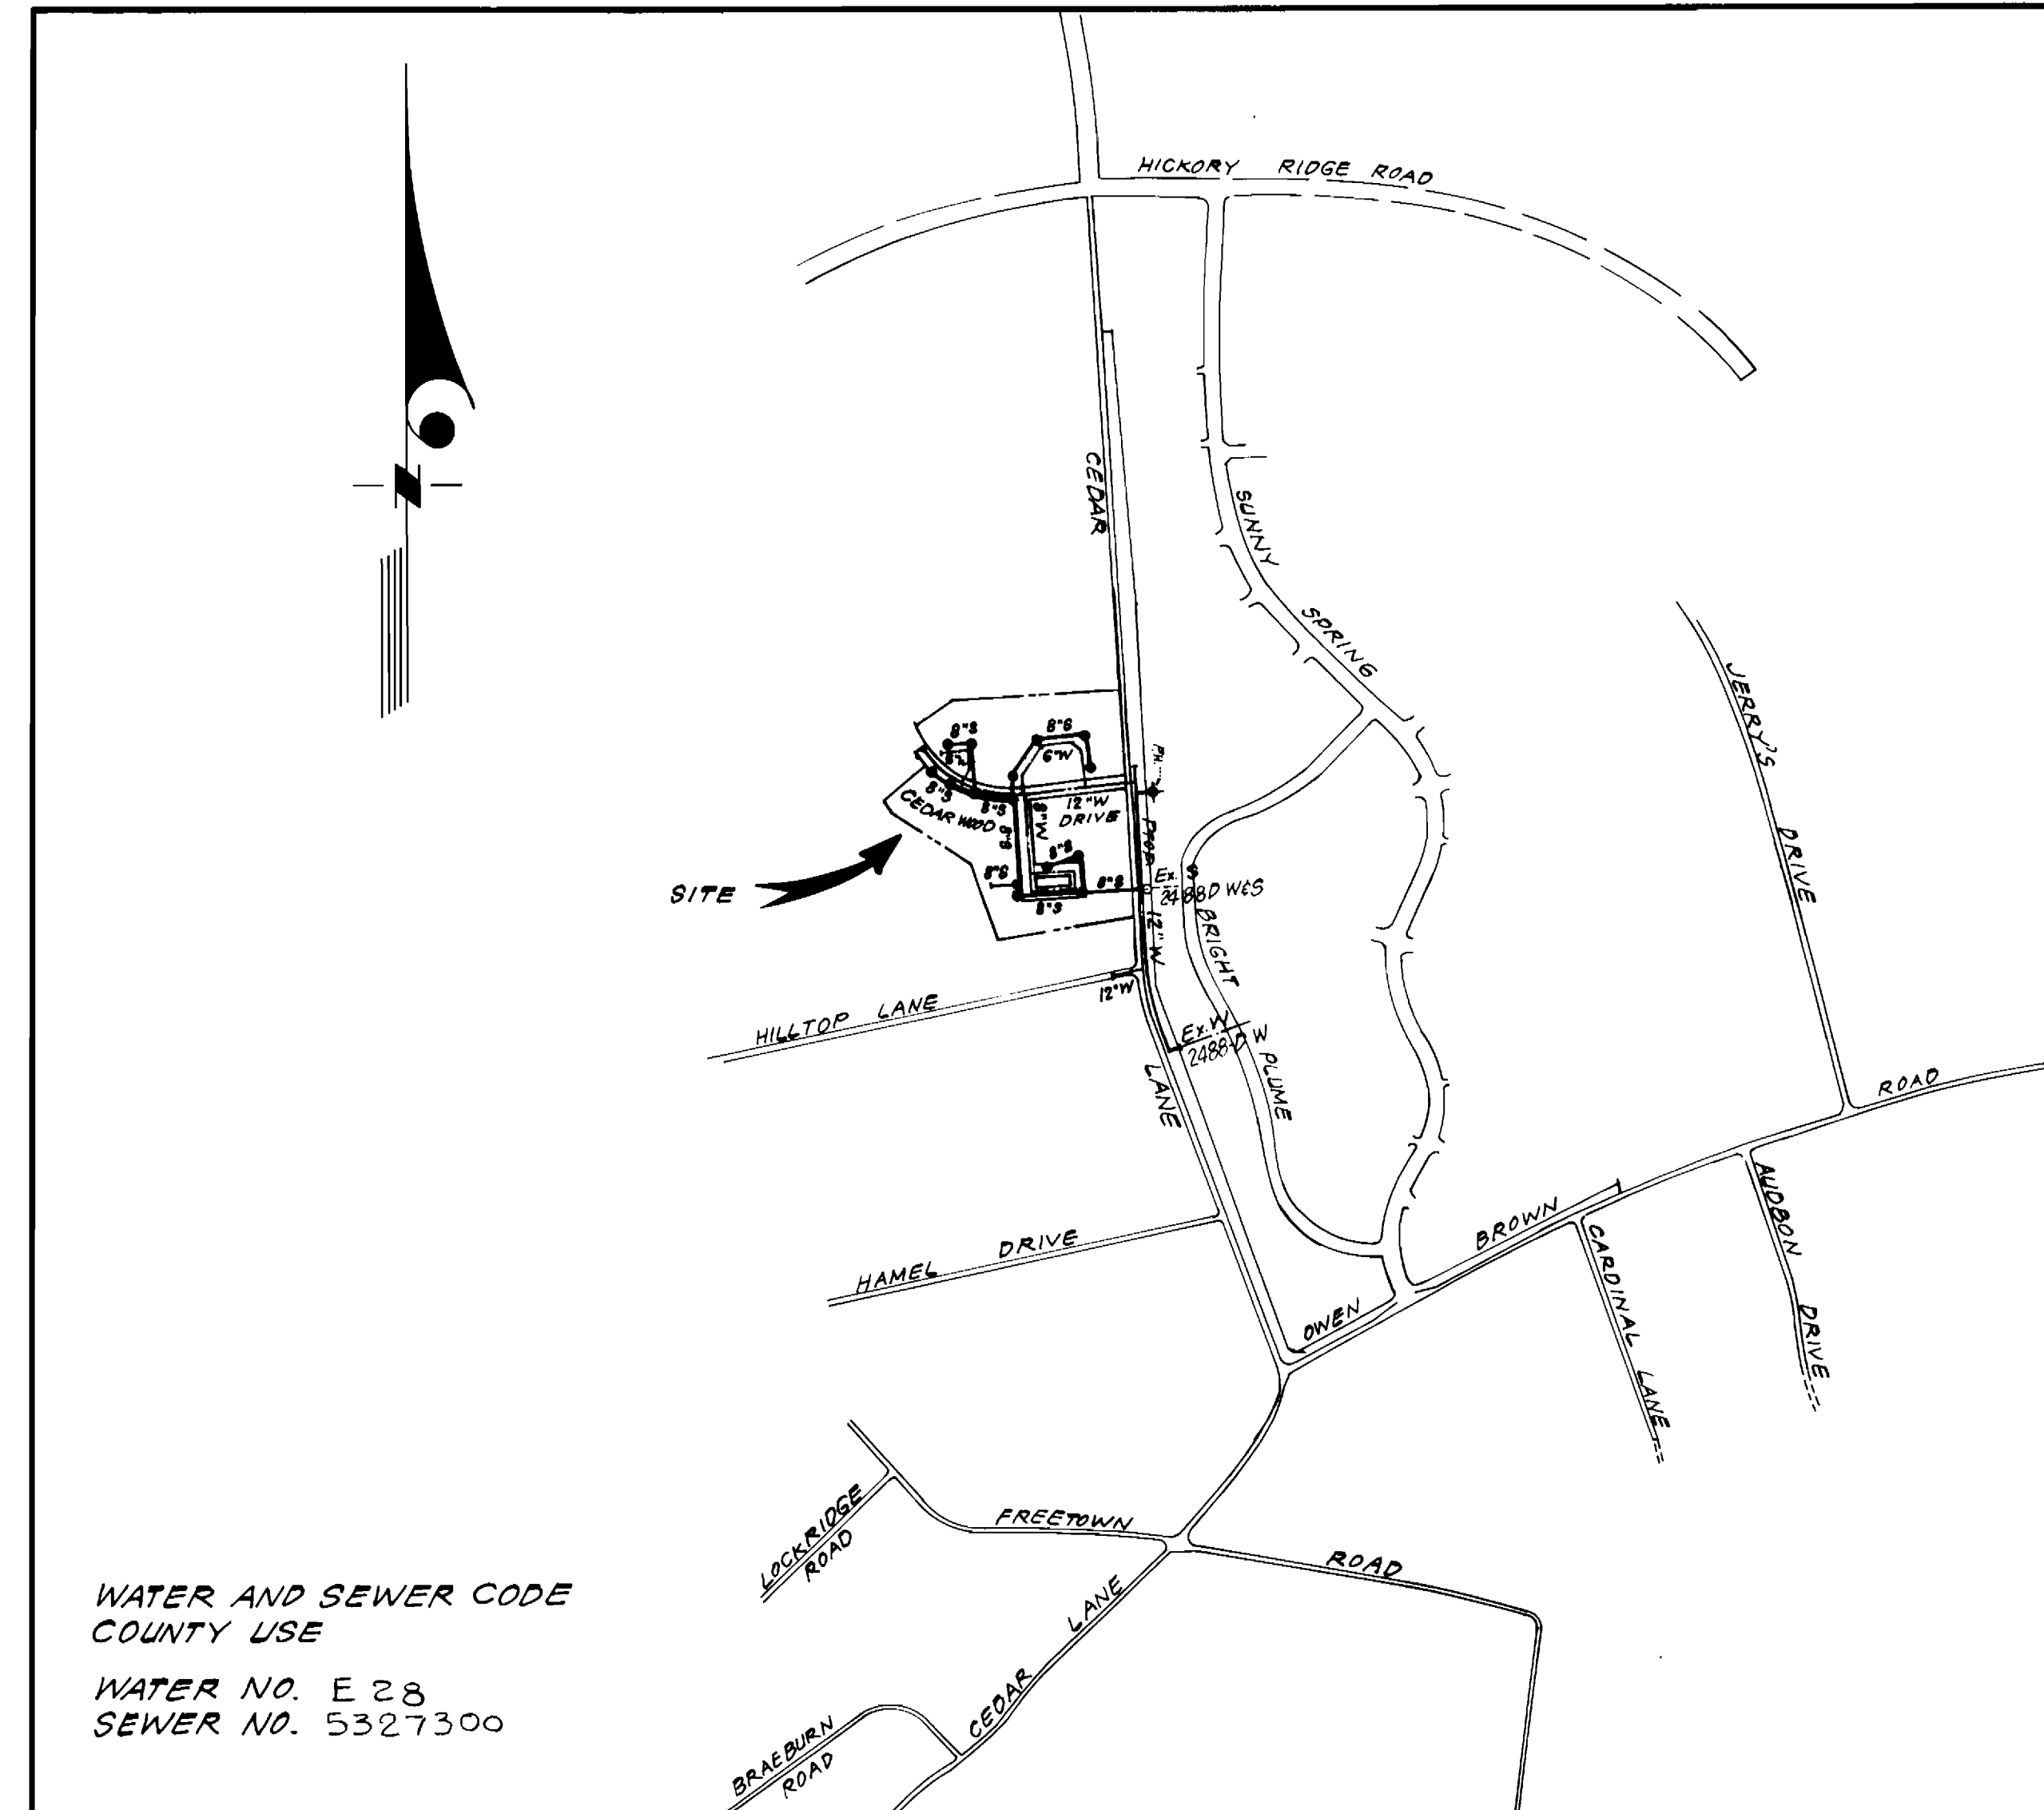 HICKORY RIDGE ROAD
N
CEDAR
SUNNY
SPRING
JERRY'S
DRIVE
8"S
8"S
6"W
8"S
8"S
CEDAR WOOD
8"W
12"W
DRIVE
8"S
8"S
8"S
8"S
8"S
F.H.
Prop.
12"W
Ex. S
2488D W&S
SITE
BRIGHT
12"W
HILLTOP LANE
Ex. W
2488-D W
PLUME
LANE
ROAD
AUDBON
DRIVE
BROWN
CARDINAL LANE
HAMEL DRIVE
OWEN
LOCKRIDGE
ROAD
FREETOWN
ROAD
WATER AND SEWER CODE
COUNTY USE
WATER NO. E 28
SEWER NO. 5327300
CEDAR LANE
BRAEBURN
ROAD